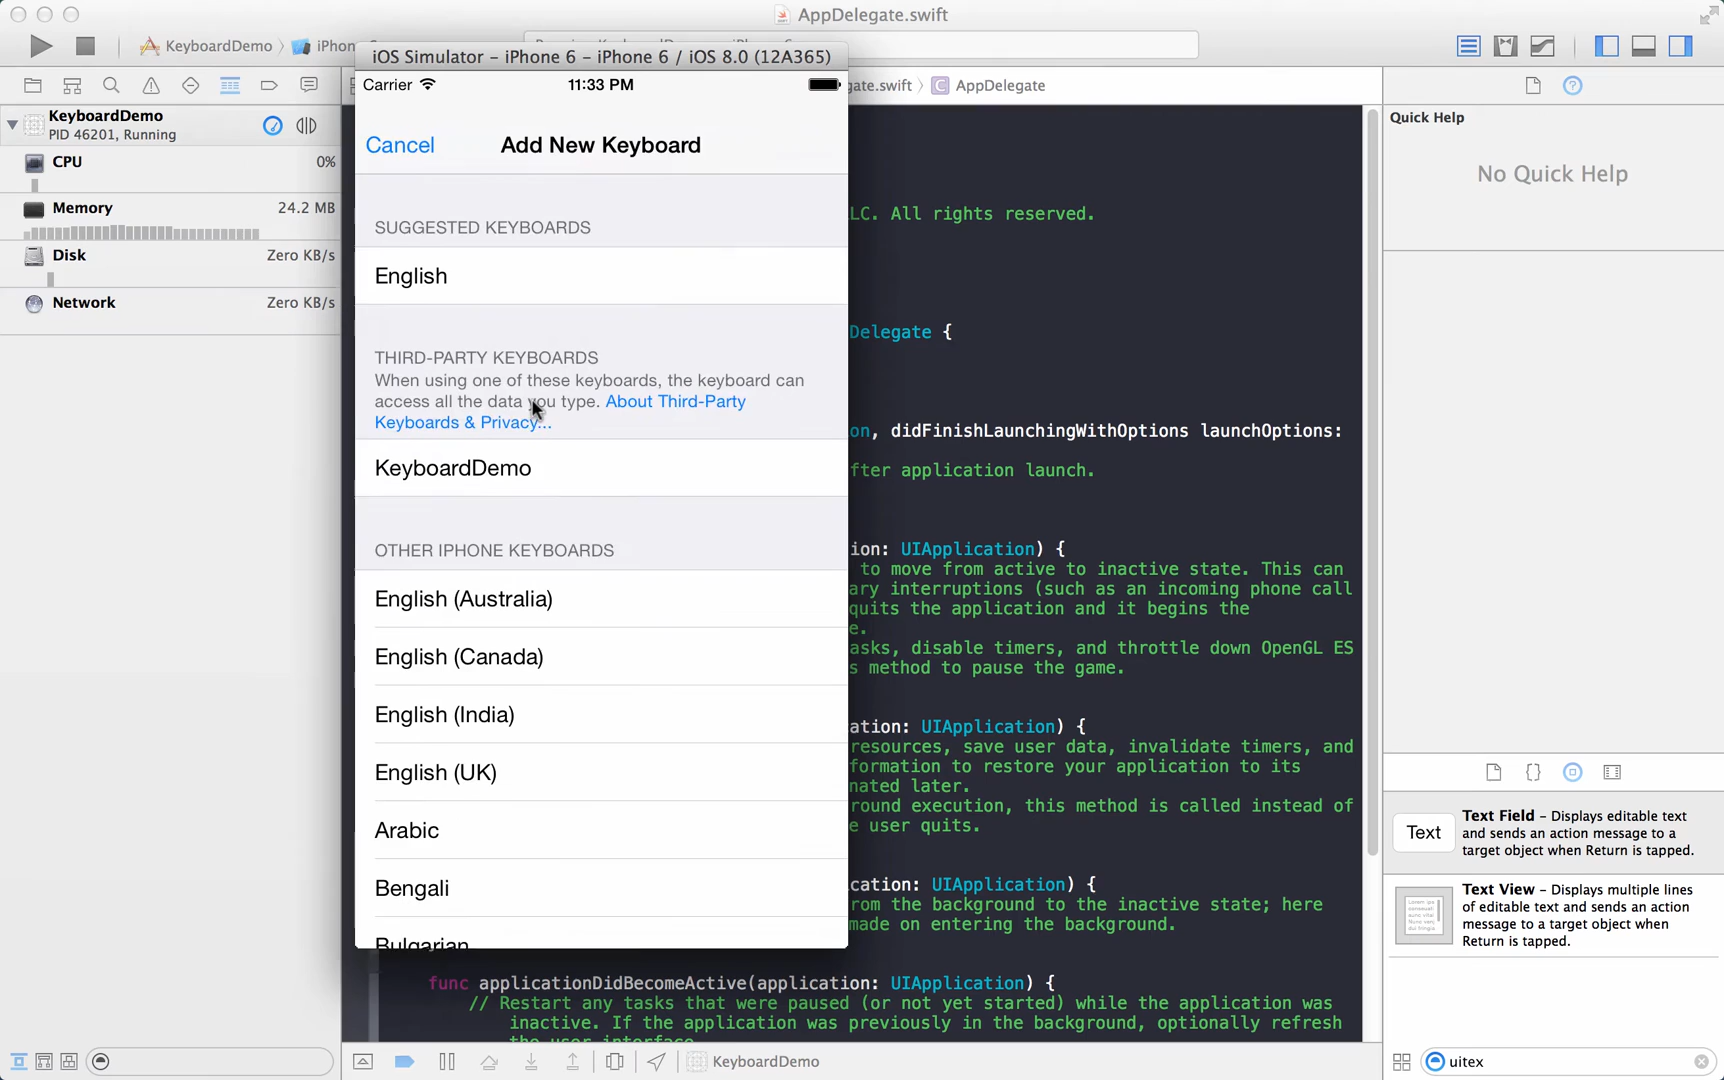 AppDelegate.swift
KeyboardDemo
iOS Simulator - iPhone 6 - iPhone 6 / iOS 8.0 (12A365)
AppDelegate
KeyboardDemo
PID 46201, Running
CPU 0%
Memory 24.2 MB
Disk Zero KB/s
Network Zero KB/s
Carrier 11:33 PM
Cancel Add New Keyboard
SUGGESTED KEYBOARDS
English
THIRD-PARTY KEYBOARDS
When using one of these keyboards, the keyboard can
access all the data you type. About Third-Party
Keyboards & Privacy...
KeyboardDemo
OTHER IPHONE KEYBOARDS
English (Australia)
English (Canada)
English (India)
English (UK)
Arabic
Bengali
Bulgarian
LC. All rights reserved.
Delegate {
on, didFinishLaunchingWithOptions launchOptions:
fter application launch.
ion: UIApplication) {
to move from active to inactive state. This can
ary interruptions (such as an incoming phone call
quits the application and it begins the
e.
asks, disable timers, and throttle down OpenGL ES
s method to pause the game.
ation: UIApplication) {
resources, save user data, invalidate timers, and
formation to restore your application to its
nated later.
round execution, this method is called instead of
e user quits.
cation: UIApplication) {
rom the background to the inactive state; here
made on entering the background.
func applicationDidBecomeActive(application: UIApplication) {
// Restart any tasks that were paused (or not yet started) while the application was
inactive. If the application was previously in the background, optionally refresh
the user interface.
KeyboardDemo
Quick Help
No Quick Help
Text
Text Field - Displays editable text
and sends an action message to a
target object when Return is tapped.
Text View - Displays multiple lines
of editable text and sends an action
message to a target object when
Return is tapped.
uitex